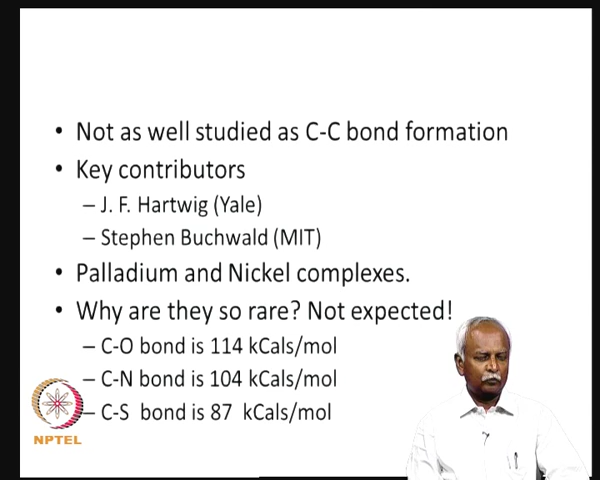 • Not as well studied as C-C bond formation
• Key contributors
– J. F. Hartwig (Yale)
– Stephen Buchwald (MIT)
• Palladium and Nickel complexes.
• Why are they so rare? Not expected!
– C-O bond is 114 kCals/mol
– C-N bond is 104 kCals/mol
– C-S bond is 87 kCals/mol
NPTEL